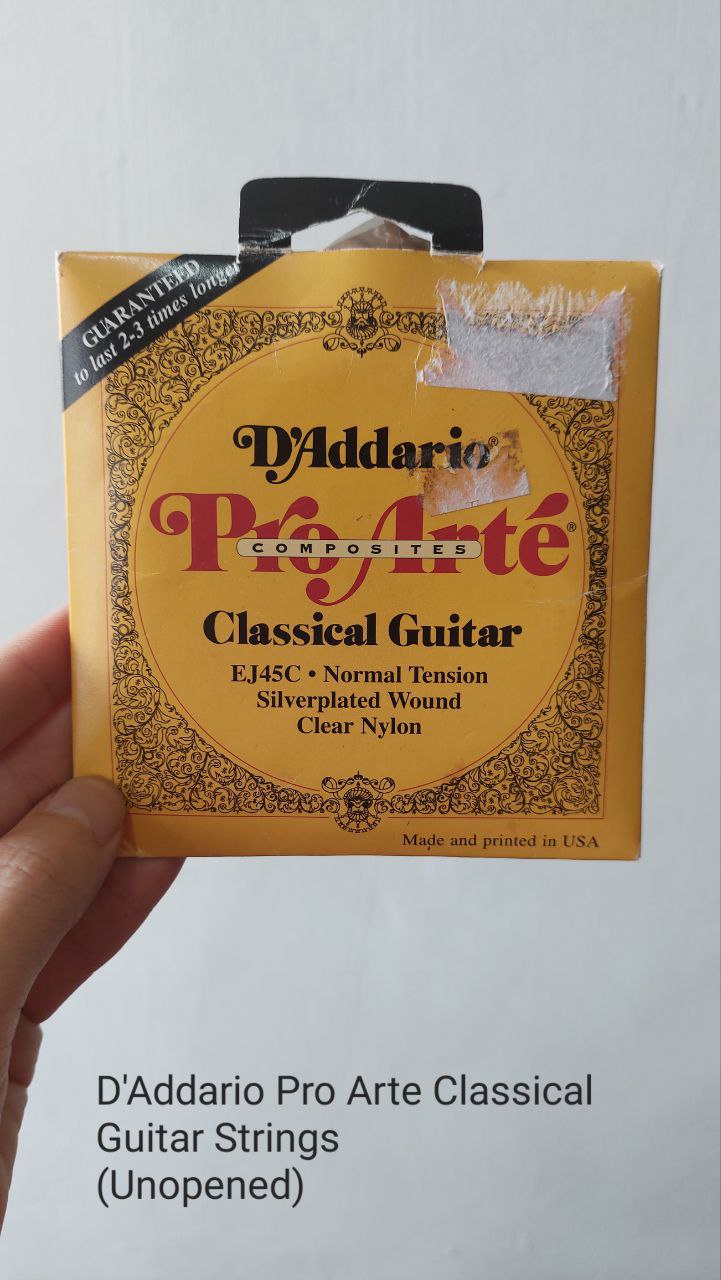 GUARANTEED
to last 2-3 times longer
D'Addario®
Pro Arté®
COMPOSITES
Classical Guitar
EJ45C • Normal Tension
Silverplated Wound
Clear Nylon
Made and printed in USA
D'Addario Pro Arte Classical
Guitar Strings
(Unopened)